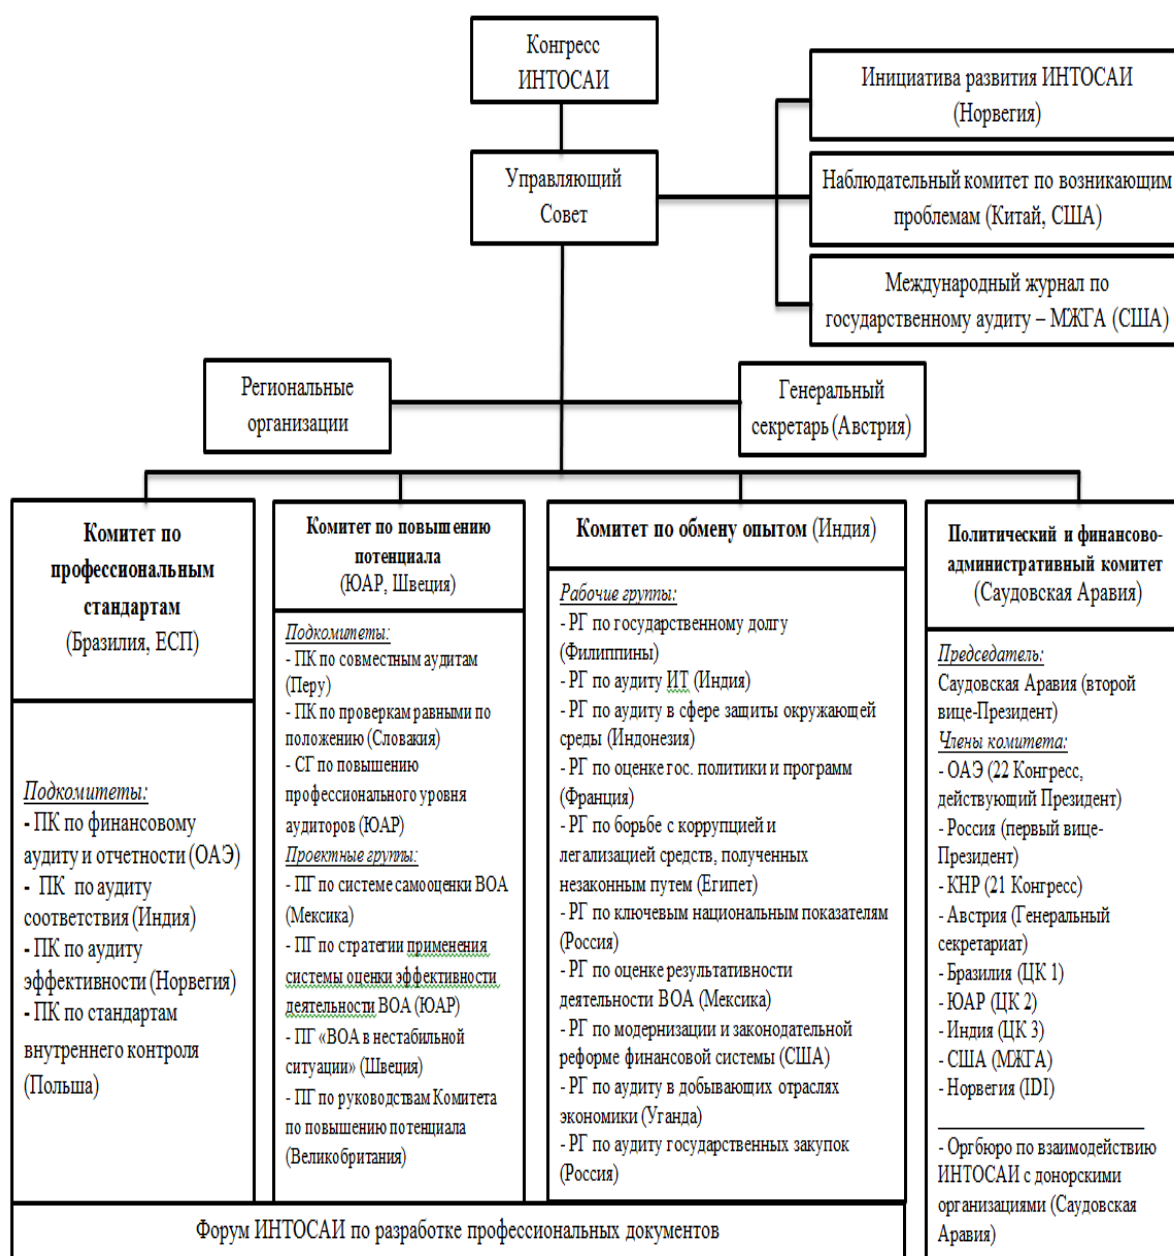 Конгресс
ИНТОСАИ
Инициатива развития ИНТОСАИ
(Норвегия)
Управляющий
Совет
Наблюдательный комитет по возникающим
проблемам (Китай, США)
Международный журнал по
государственному аудиту – МЖГА (США)
Региональные
организации
Генеральный
секретарь (Австрия)
Комитет по
профессиональным
стандартам
(Бразилия, ЕСП)
Подкомитеты:
- ПК по финансовому
аудиту и отчетности (ОАЭ)
- ПК по аудиту
соответствия (Индия)
- ПК по аудиту
эффективности (Норвегия)
- ПК по стандартам
внутреннего контроля
(Польша)
Комитет по повышению
потенциала
(ЮАР, Швеция)
Подкомитеты:
- ПК по совместным аудитам
(Перу)
- ПК по проверкам равными по
положению (Словакия)
- СГ по повышению
профессионального уровня
аудиторов (ЮАР)
Проектные группы:
- ПГ по системе самооценки ВОА
(Мексика)
- ПГ по стратегии применения
системы оценки эффективности
деятельности ВОА (ЮАР)
- ПГ «ВОА в нестабильной
ситуации» (Швеция)
- ПГ по руководствам Комитета
по повышению потенциала
(Великобритания)
Комитет по обмену опытом (Индия)
Рабочие группы:
- РГ по государственному долгу
(Филиппины)
- РГ по аудиту ИТ (Индия)
- РГ по аудиту в сфере защиты окружающей
среды (Индонезия)
- РГ по оценке гос. политики и программ
(Франция)
- РГ по борьбе с коррупцией и
легализацией средств, полученных
незаконным путем (Египет)
- РГ по ключевым национальным показателям
(Россия)
- РГ по оценке результативности
деятельности ВОА (Мексика)
- РГ по модернизации и законодательной
реформе финансовой системы (США)
- РГ по аудиту в добывающих отраслях
экономики (Уганда)
- РГ по аудиту государственных закупок
(Россия)
Политический и финансово-
административный комитет
(Саудовская Аравия)
Председатель:
Саудовская Аравия (второй
вице-Президент)
Члены комитета:
- ОАЭ (22 Конгресс,
действующий Президент)
- Россия (первый вице-
Президент)
- КНР (21 Конгресс)
- Австрия (Генеральный
секретариат)
- Бразилия (ЦК 1)
- ЮАР (ЦК 2)
- Индия (ЦК 3)
- США (МЖГА)
- Норвегия (IDI)
- Оргбюро по взаимодействию
ИНТОСАИ с донорскими
организациями (Саудовская
Аравия)
Форум ИНТОСАИ по разработке профессиональных документов